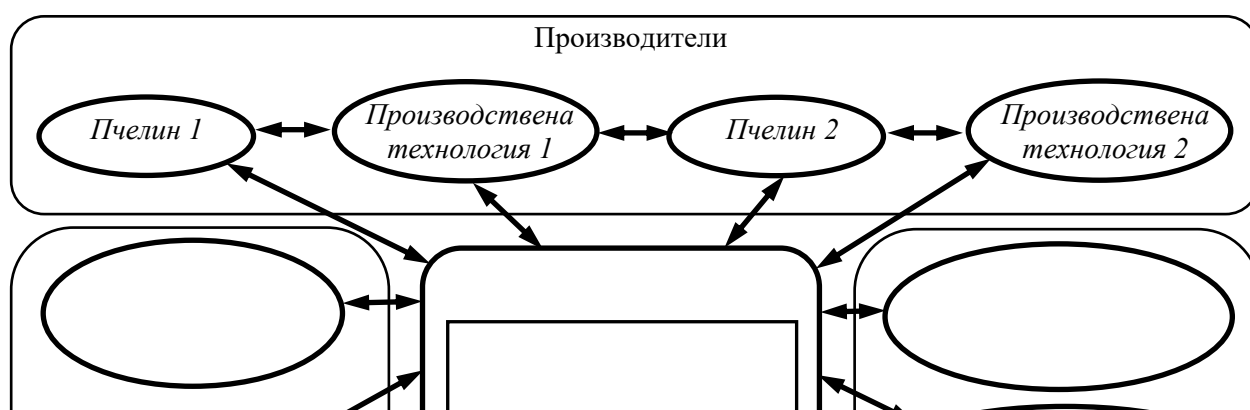 Производители
Пчелин 1
Производствена
технология 1
Пчелин 2
Производствена
технология 2